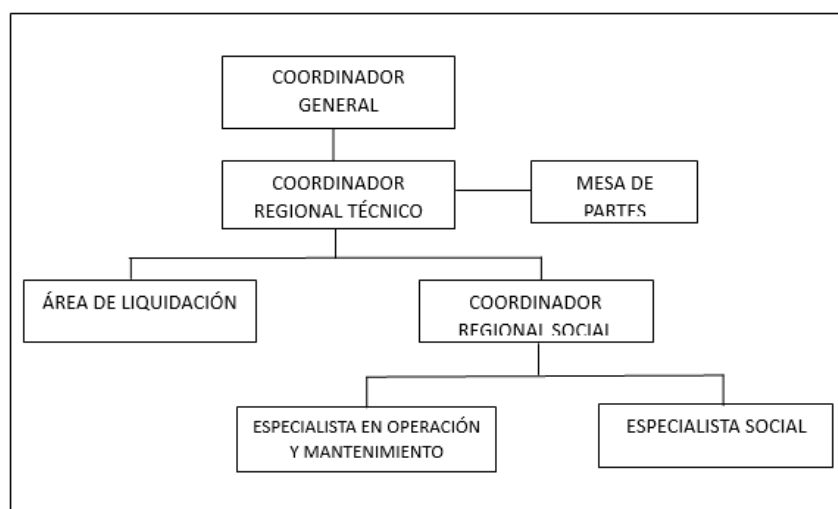 COORDINADOR
GENERAL
COORDINADOR
REGIONAL TÉCNICO
MESA DE
PARTES
ÁREA DE LIQUIDACIÓN
COORDINADOR
REGIONAL SOCIAL
ESPECIALISTA EN OPERACIÓN
Y MANTENIMIENTO
ESPECIALISTA SOCIAL